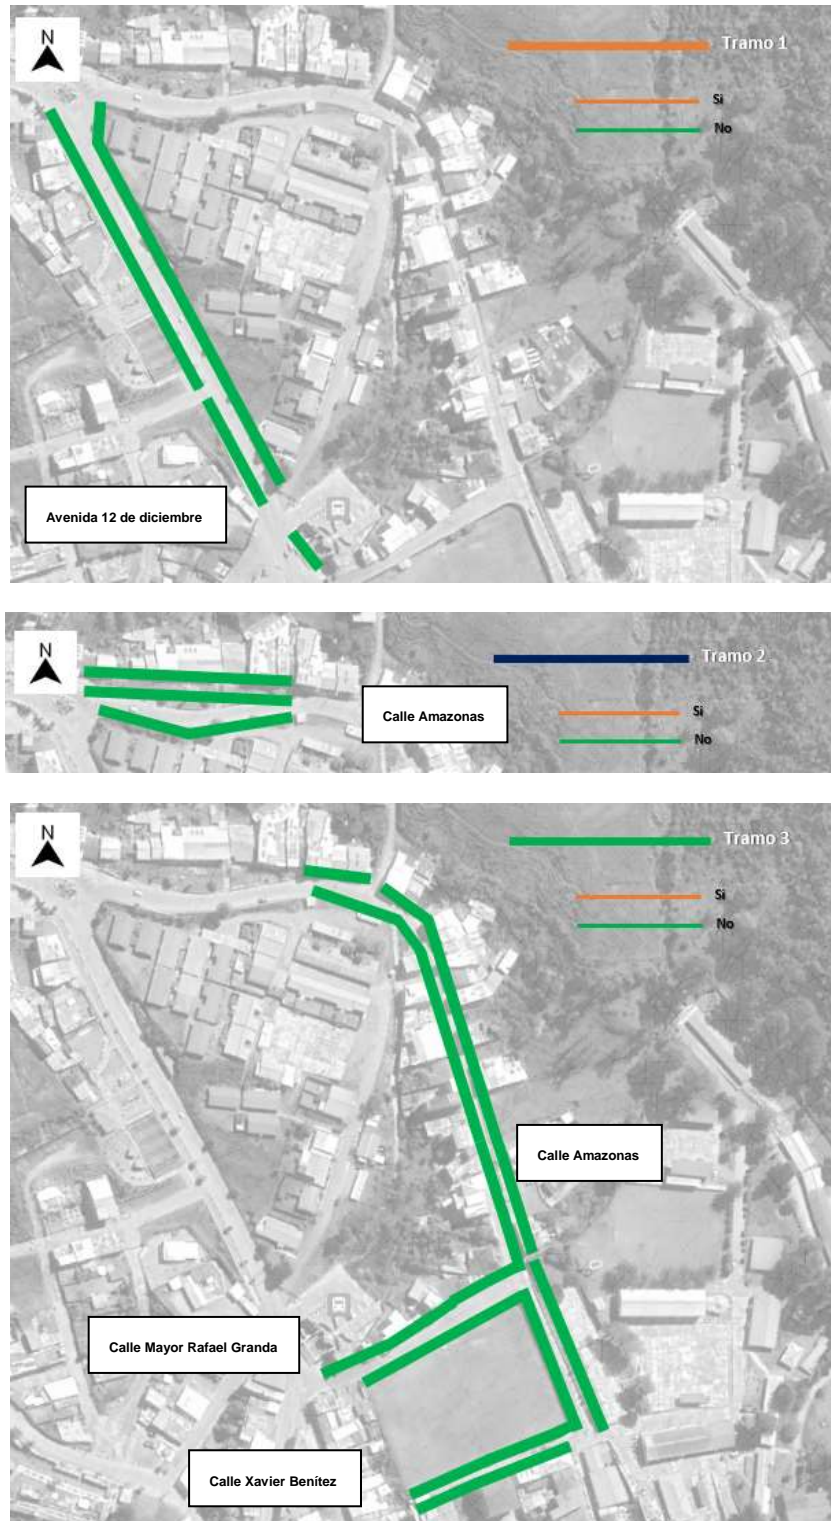 N
Tramo 1
Si
No
Avenida 12 de diciembre
N
Tramo 2
Calle Amazonas
Si
No
N
Tramo 3
Si
No
Calle Amazonas
Calle Mayor Rafael Granda
Calle Xavier Benítez